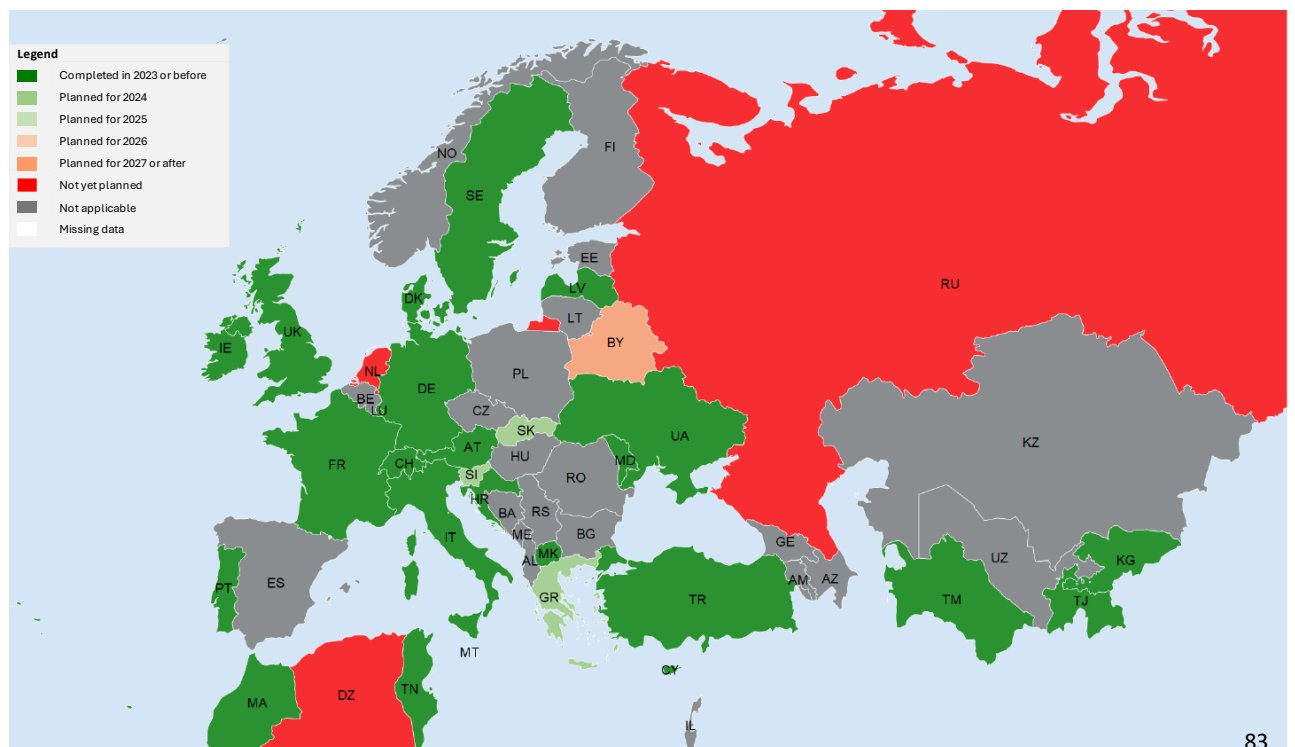 Legend
Completed in 2023 or before
Planned for 2024
Planned for 2025
Planned for 2026
Planned for 2027 or after
Not yet planned
Not applicable
Missing data
NO
FI
SE
EE
RU
LV
DK
LT
UK
BY
IE
NL
PL
DE
BE
LU
CZ
SK
UA
AT
KZ
HU
MD
CH
FR
SI
RO
HR
BA
RS
ME
BG
IT
GE
MK
UZ
AL
KG
AM
AZ
PT
ES
GR
TR
TM
TJ
MT
CY
TN
DZ
MA
IL
83